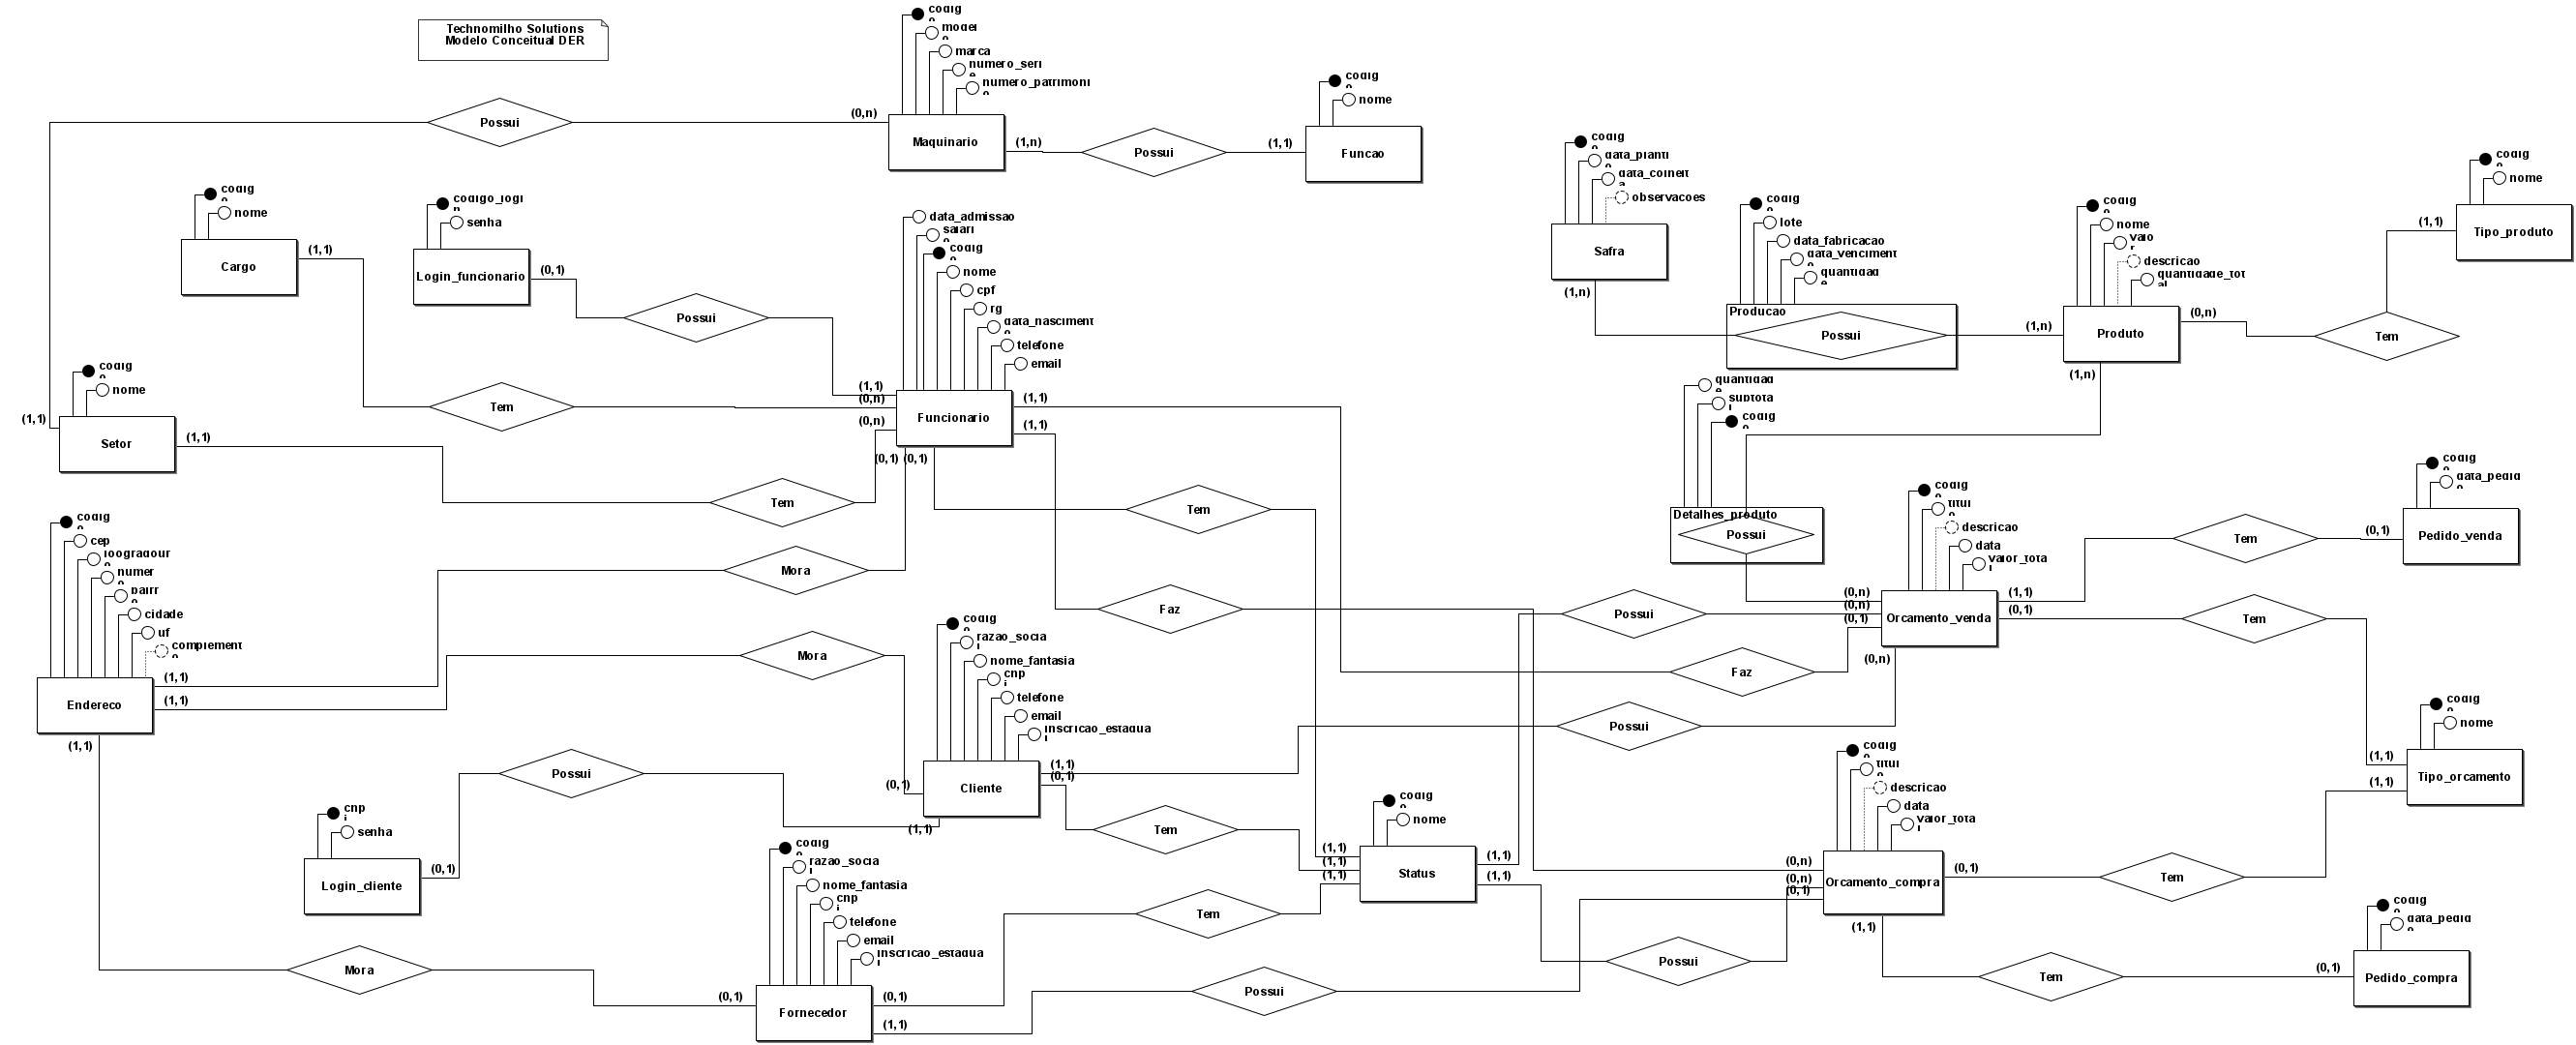 Technomilho Solutions
Modelo Conceitual DER
codigo
modelo
marca
numero_serie
numero_patrimonio
Maquinario
(0,n)
Possui
(1,n)
Possui
(1,1)
codigo
nome
Funcao
codigo
nome
Cargo
(1,1)
codigo_login
senha
Login_funcionario
(0,1)
Possui
data_admissao
salario
codigo
nome
cpf
rg
data_nascimento
telefone
email
Funcionario
(1,1)
(0,n)
(0,n)
(0,1)
(0,1)
(1,1)
(1,1)
Tem
codigo
data_plantio
data_colheita
observacoes
Safra
(1,n)
codigo
lote
data_fabricacao
data_vencimento
quantidade
Producao
Possui
(1,n)
codigo
nome
valor
descricao
quantidade_total
Produto
(0,n)
(1,n)
Tem
(1,1)
codigo
nome
Tipo_produto
codigo
nome
Setor
(1,1)
(1,1)
Tem
quantidade
subtotal
codigo
Detalhes_produto
Possui
codigo
cep
loogradouro
numero
bairro
cidade
uf
complemento
Endereco
(1,1)
(1,1)
(1,1)
Mora
Mora
Tem
Faz
codigo
titulo
descricao
data
valor_total
Orcamento_venda
(0,n)
(0,n)
(0,1)
(0,n)
(1,1)
(0,1)
Possui
Faz
Possui
Tem
(0,1)
codigo
data_pedido
Pedido_venda
Tem
codigo
razao_social
nome_fantasia
cnpj
telefone
email
inscricao_estadual
Cliente
(0,1)
(1,1)
(1,1)
(0,1)
Possui
Tem
codigo
nome
Tipo_orcamento
(1,1)
(1,1)
cnpj
senha
Login_cliente
(0,1)
codigo
nome
Status
(1,1)
(1,1)
(1,1)
(1,1)
(1,1)
codigo
titulo
descricao
data
valor_total
Orcamento_compra
(0,n)
(0,n)
(0,1)
(0,1)
(1,1)
Tem
codigo
razao_social
nome_fantasia
cnpj
telefone
email
inscricao_estadual
Fornecedor
(0,1)
(0,1)
(1,1)
Mora
Tem
Possui
Possui
Tem
(0,1)
codigo
data_pedido
Pedido_compra